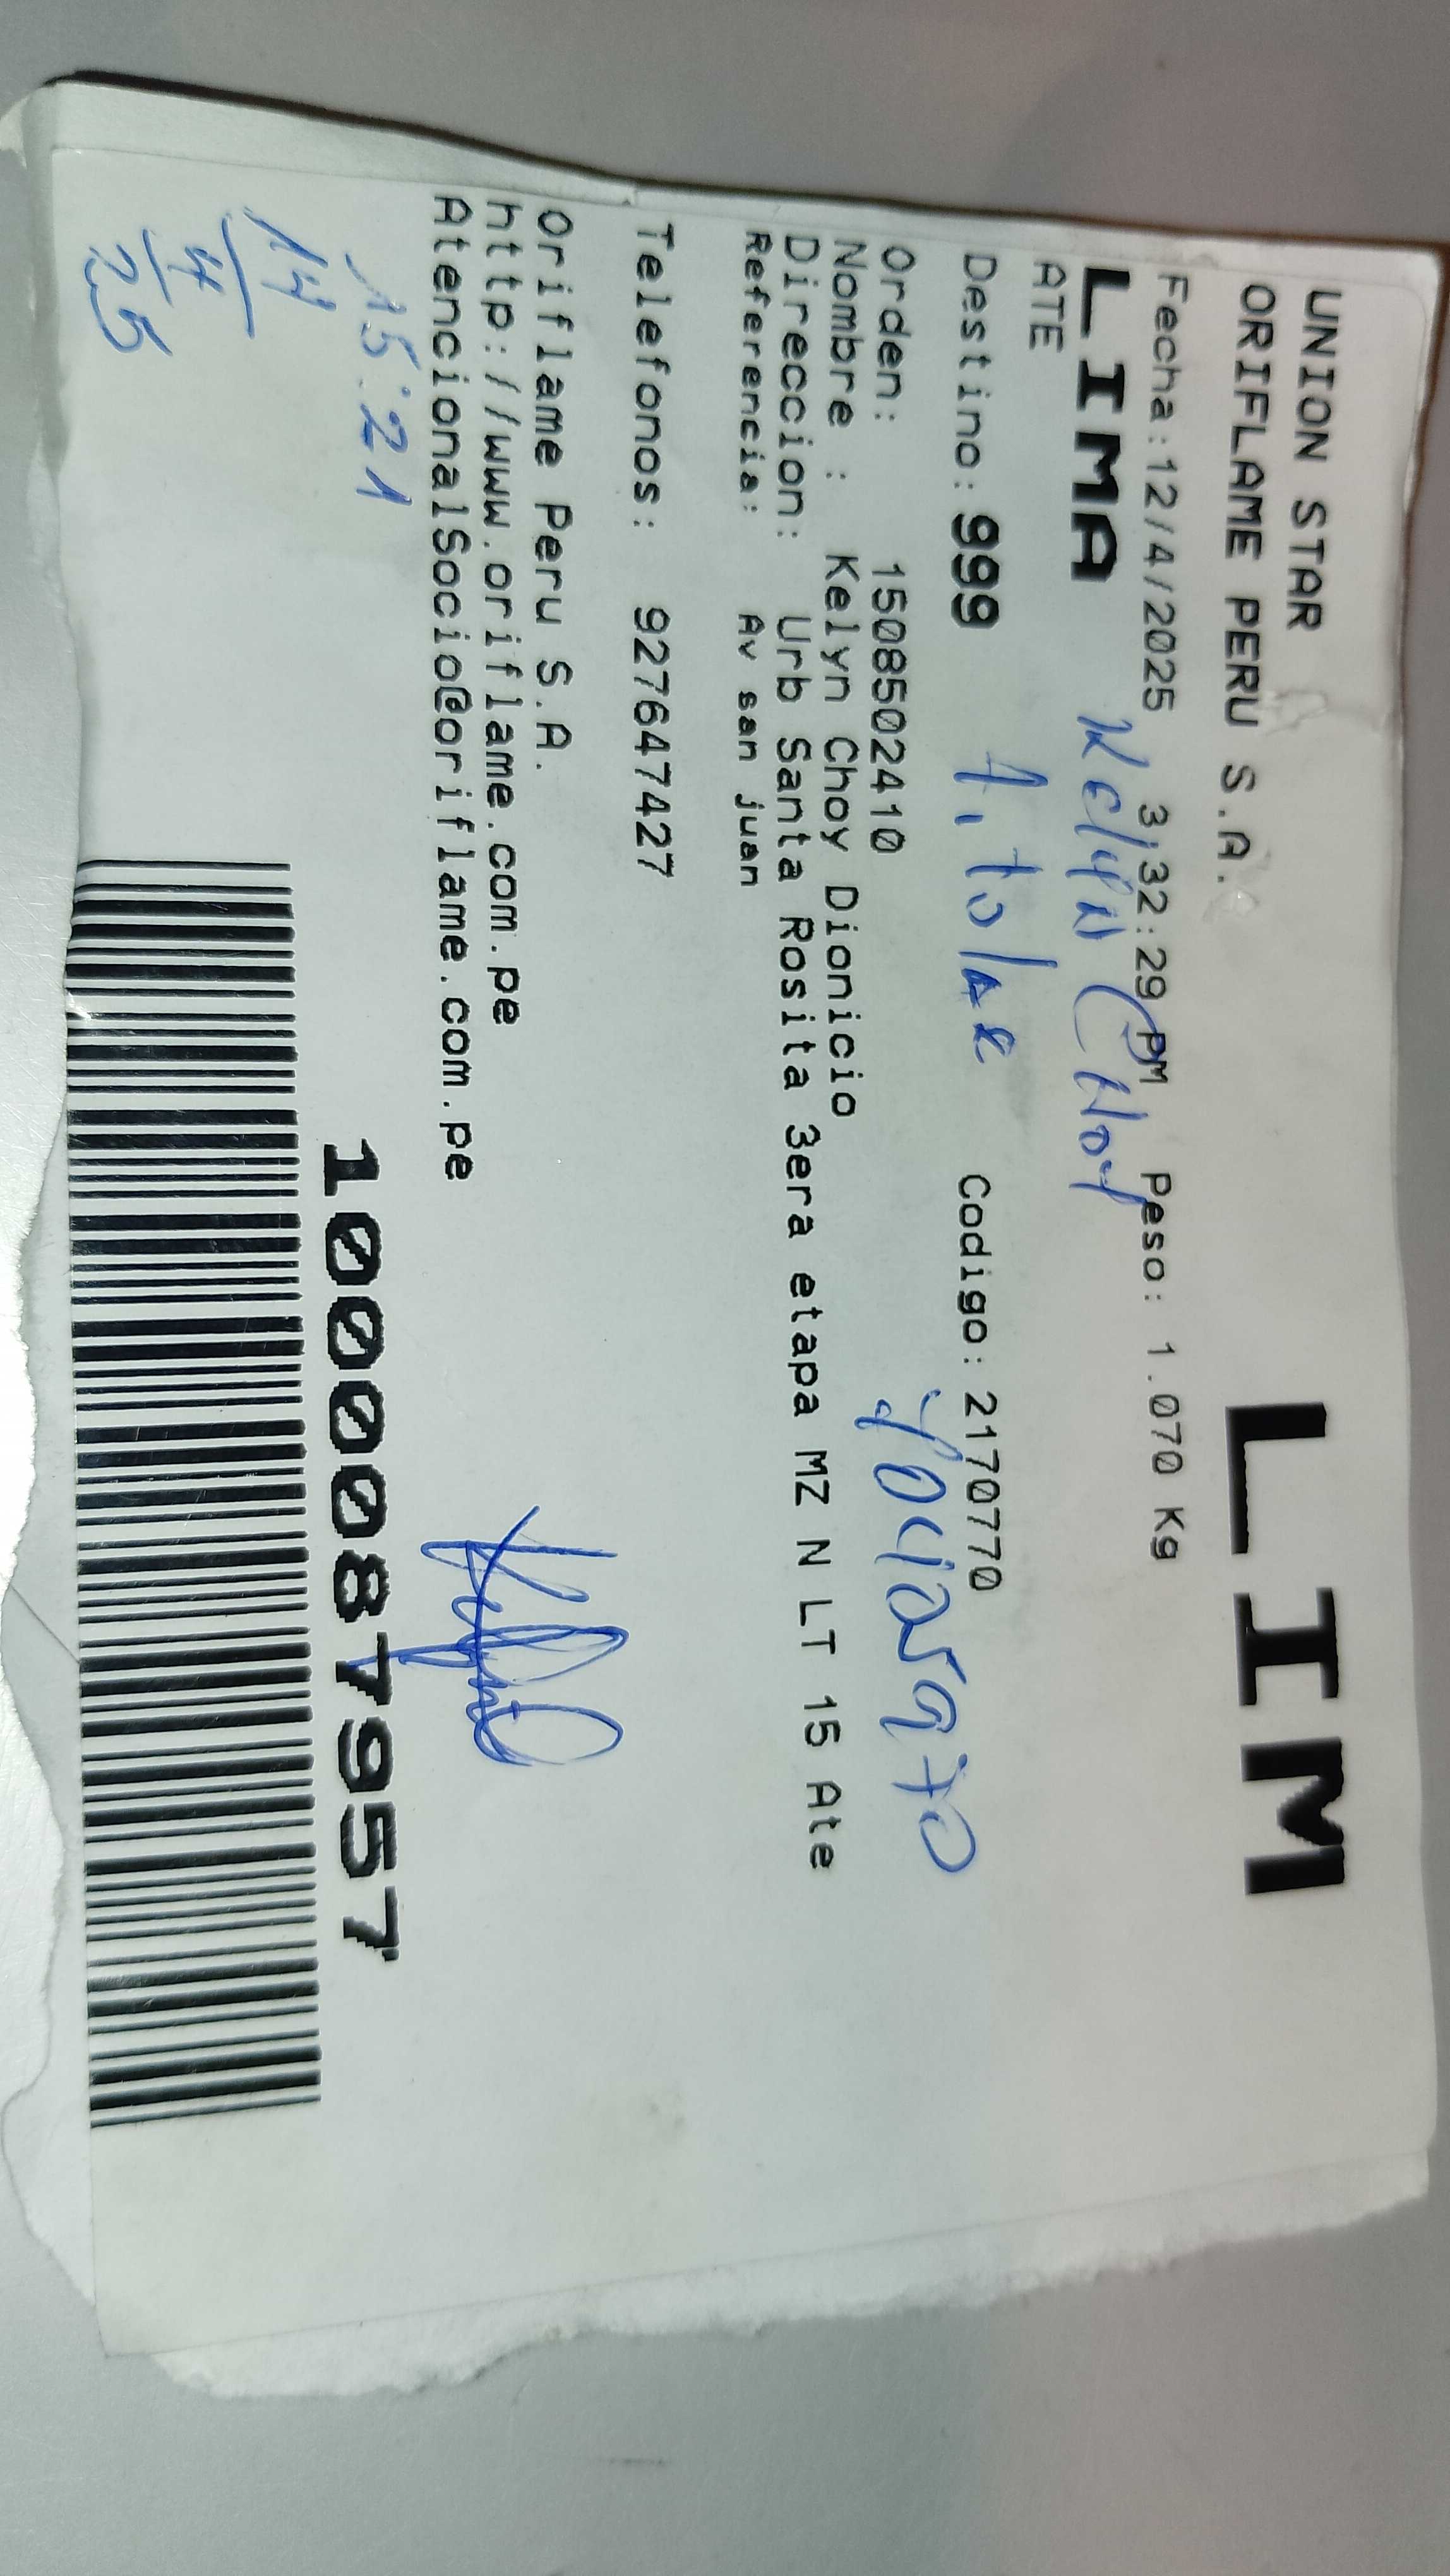 UNION STAR
ORIFLAME PERU S.A. LIM
Fecha:12/4/2025 3:32:29 PM Peso: 1.070 Kg
LIMA Kelyn CHoy
ATE
Destino: 999 Codigo: 2170770
Orden: 1508502410
Nombre : Kelyn Choy Dionicio
Direccion: Urb Santa Rosita 3era etapa MZ N LT 15 Ate
Referencia: Av san juan
Telefonos: 927647427
Oriflame Peru S.A.
http://www.oriflame.com.pe
AtencionalSocio@oriflame.com.pe
15:21
1000087957
14
4
25